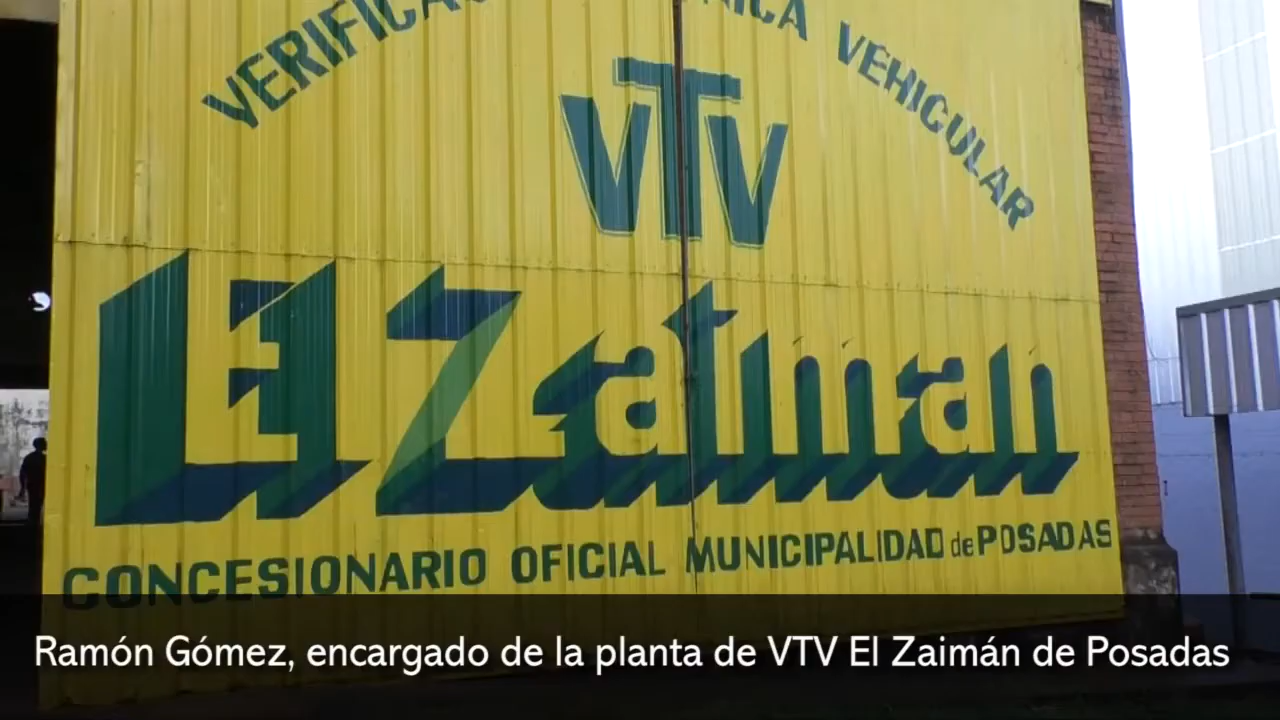 VEHICULAR
VTV
El Zaimán
CONCESIONARIO OFICIAL MUNICIPALIDAD de POSADAS
Ramón Gómez, encargado de la planta de VTV El Zaimán de Posadas